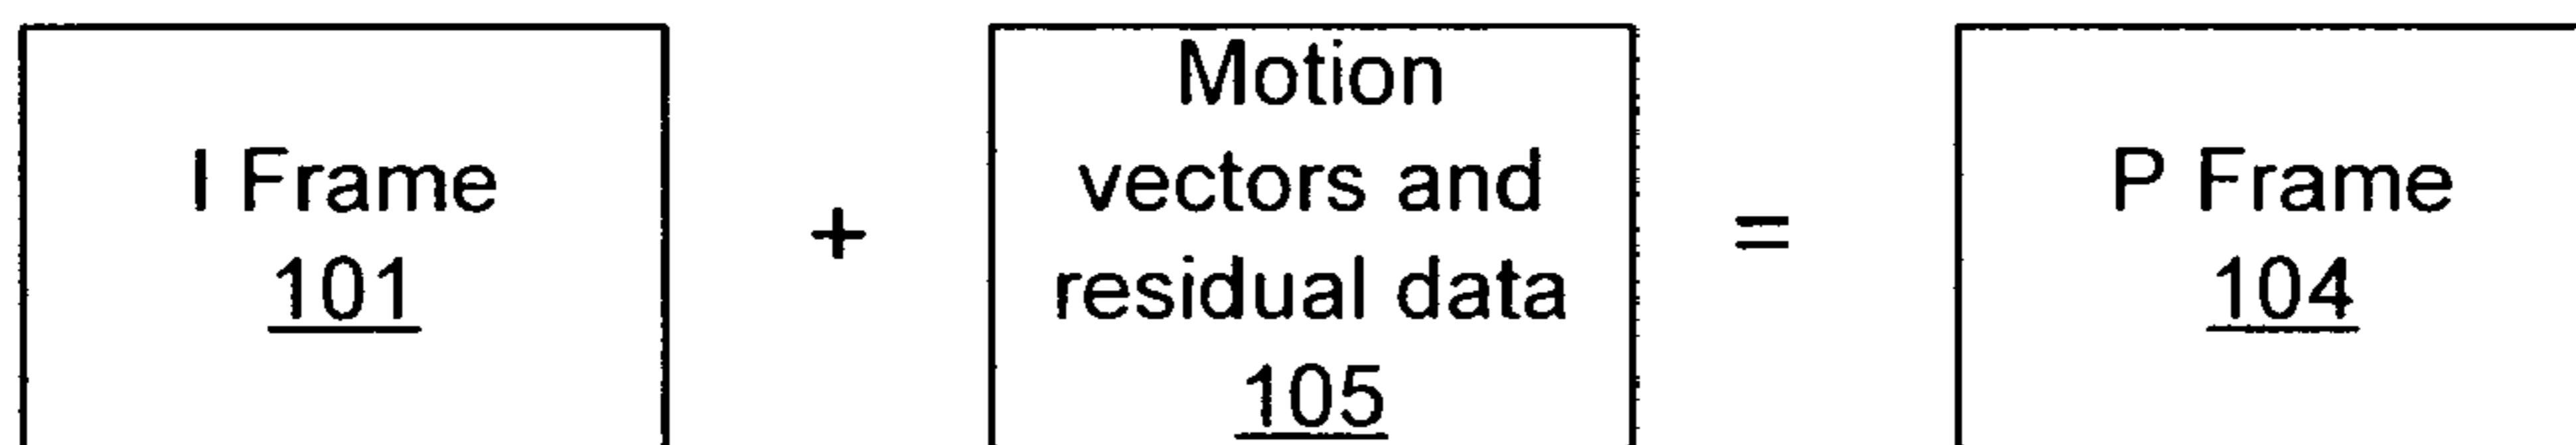 I Frame
101
+
Motion
vectors and
residual data
105
=
P Frame
104